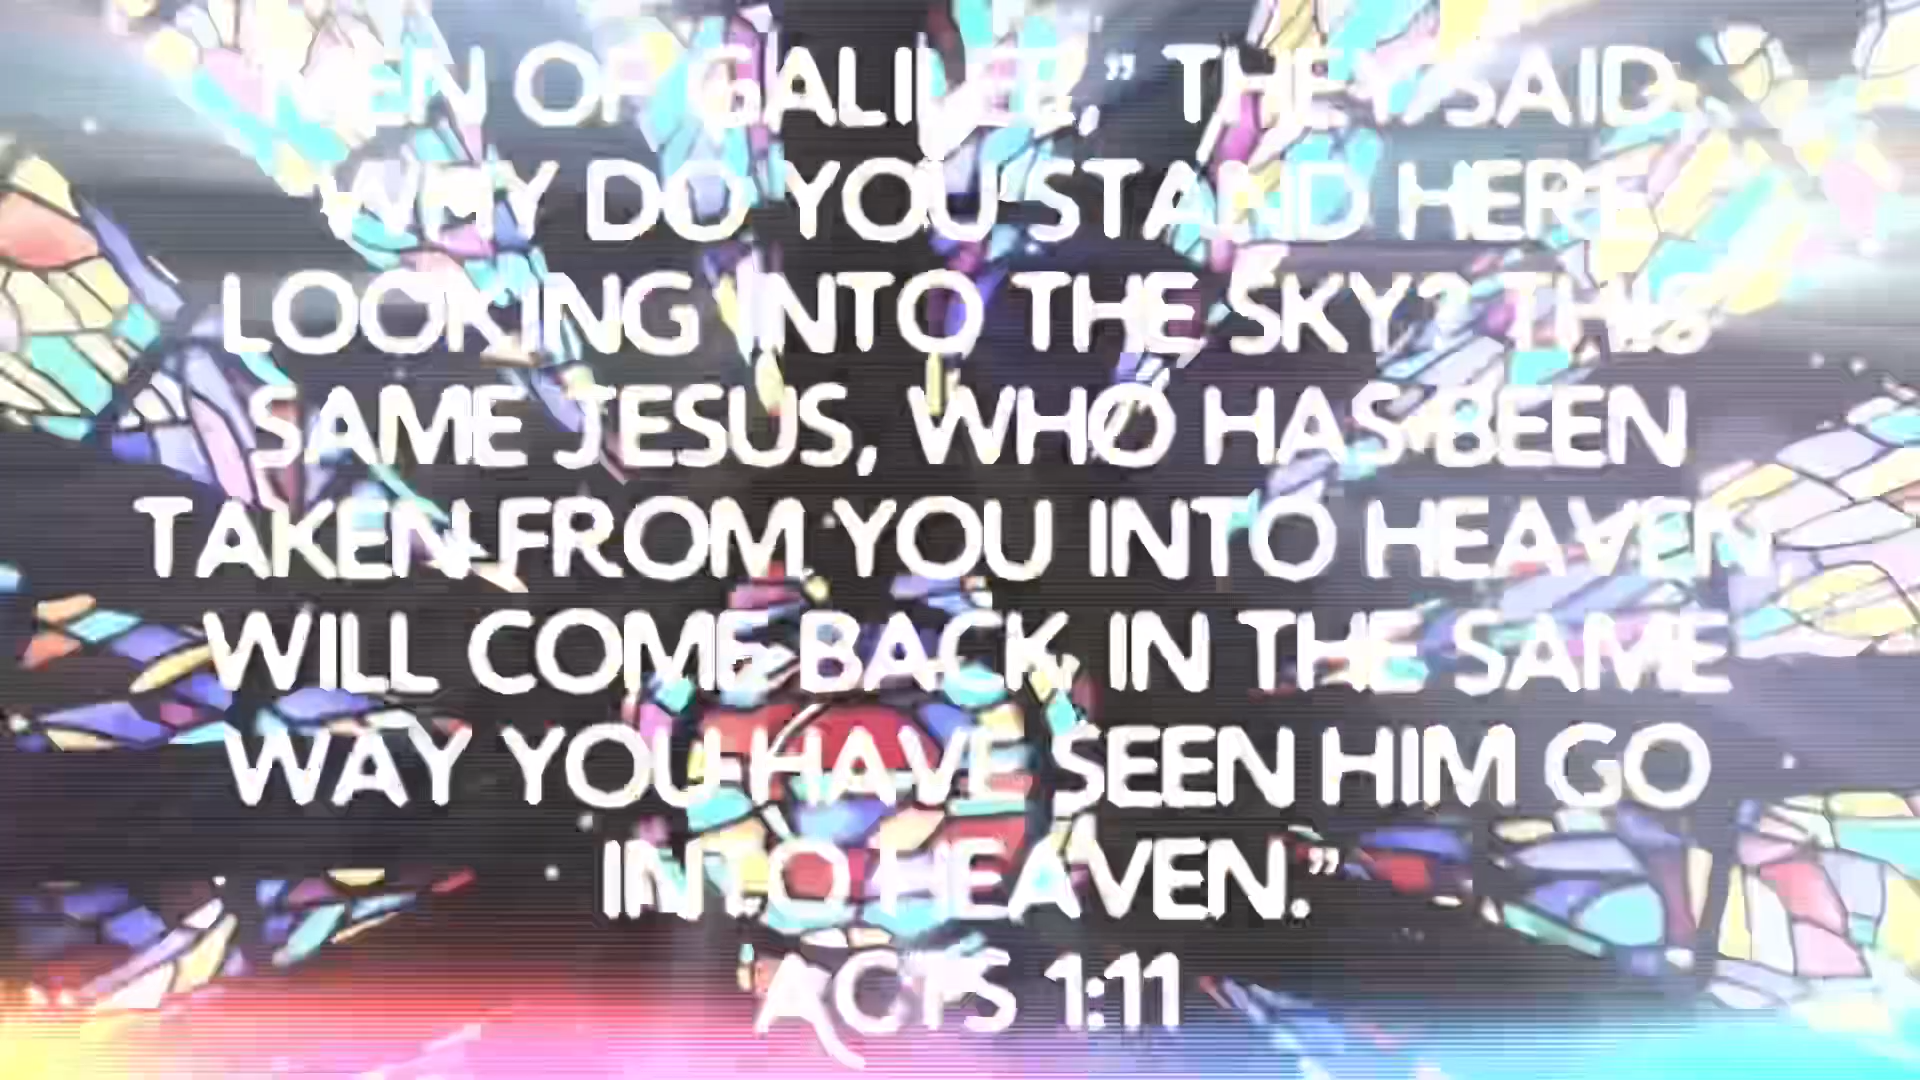 MEN OF GALILEE,” THEY SAID,
WHY DO YOU STAND HERE
LOOKING INTO THE SKY? THIS
SAME JESUS, WHO HAS BEEN
TAKEN FROM YOU INTO HEAVEN,
WILL COME BACK IN THE SAME
WAY YOU HAVE SEEN HIM GO
INTO HEAVEN.”
ACTS 1:11